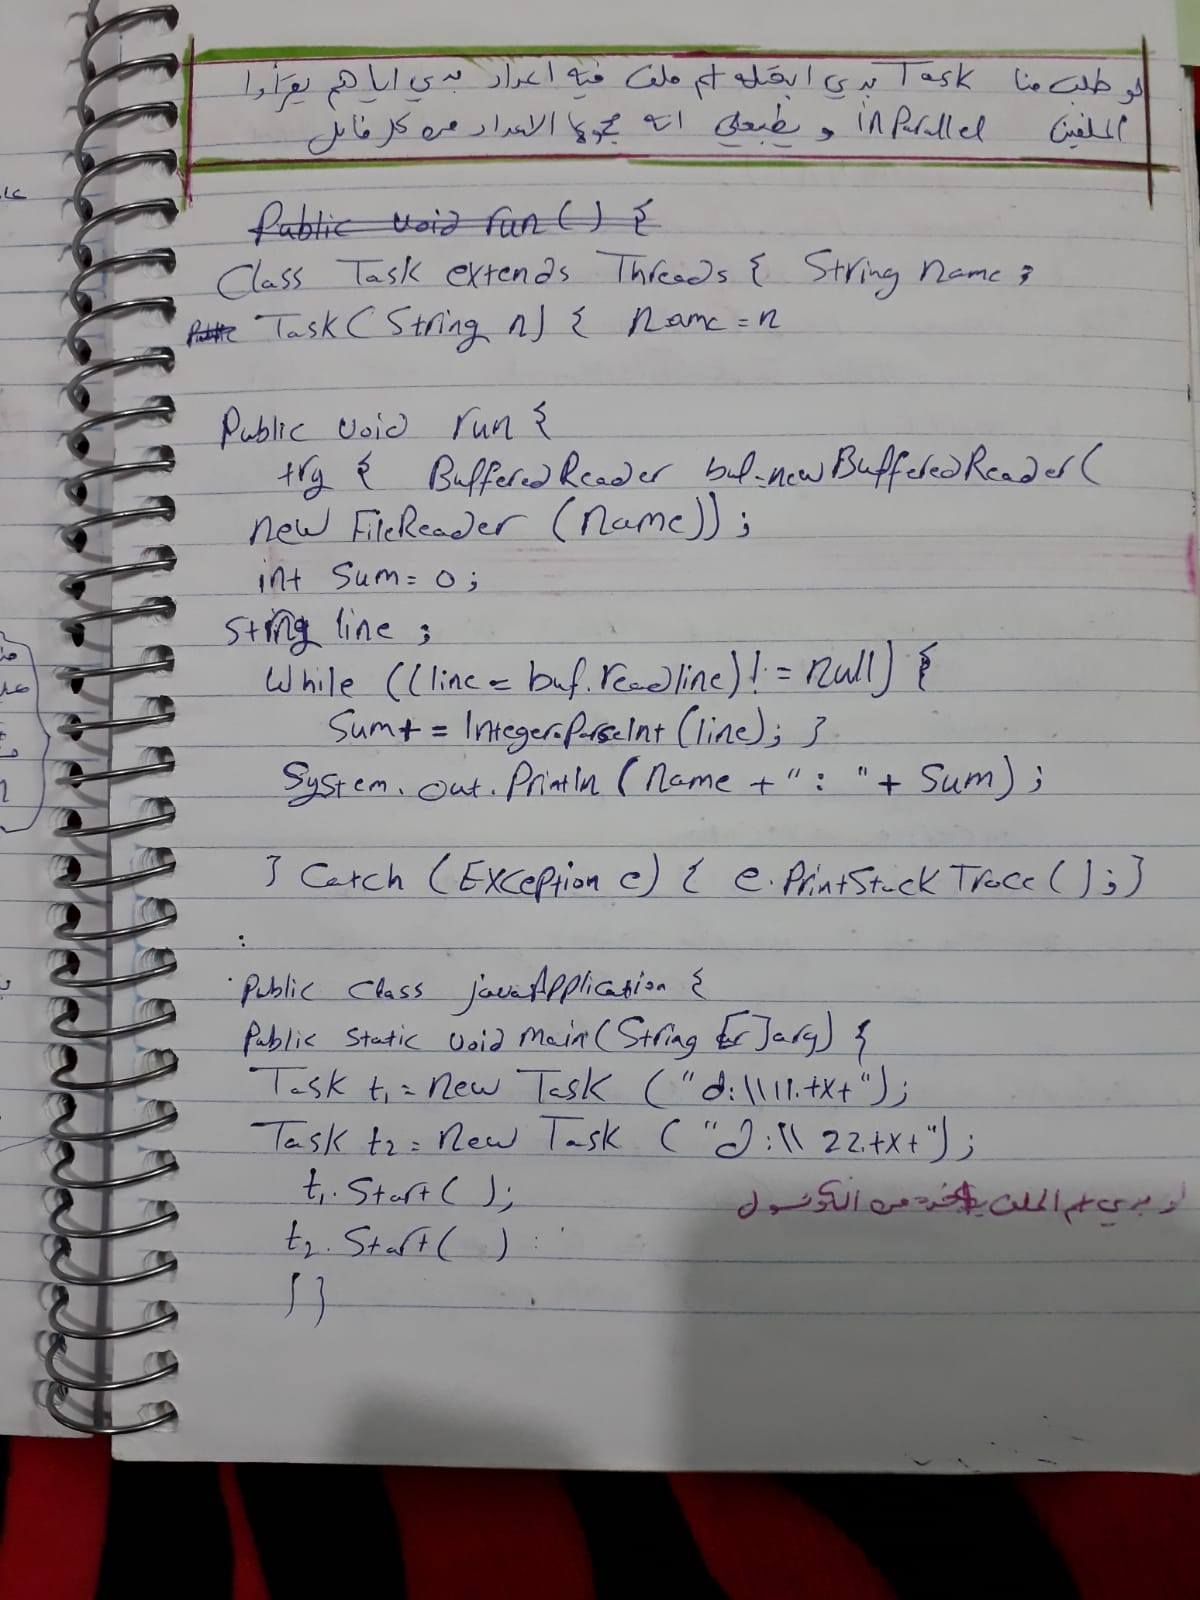 لو طلب منا Task بدي ابعتله اسم ملف فيه اعداد بدي اياهم يقرأوا
الملفين in Parallel و يطبعلي انه مجموع الاعداد من كل فايل
Public void run ( ) {
Class Task extends Threads { String name ;
Public Task ( String n) { name = n
Public void run {
try { BufferedReader buf = new BufferedReader (
new FileReader (name)) ;
int Sum = 0 ;
String line ;
While ((line = buf.readline) != null) {
Sum + = Integer.ParseInt (line) ; }
System. out. Println ( name + " : " + Sum) ;
} Catch (Exception e) { e. PrintStackTrace ( ) ; }
:
Public Class javaApplication {
Public Static void main (String [ ] arg) {
Task t1 = new Task ("d:\\11.txt") ;
Task t2 = new Task ("d:\\ 22.txt") ;
t1. Start ( ) ;
لو بدي اسم الملف ياخده من الكونسول
t2. Start ( ) :
} }